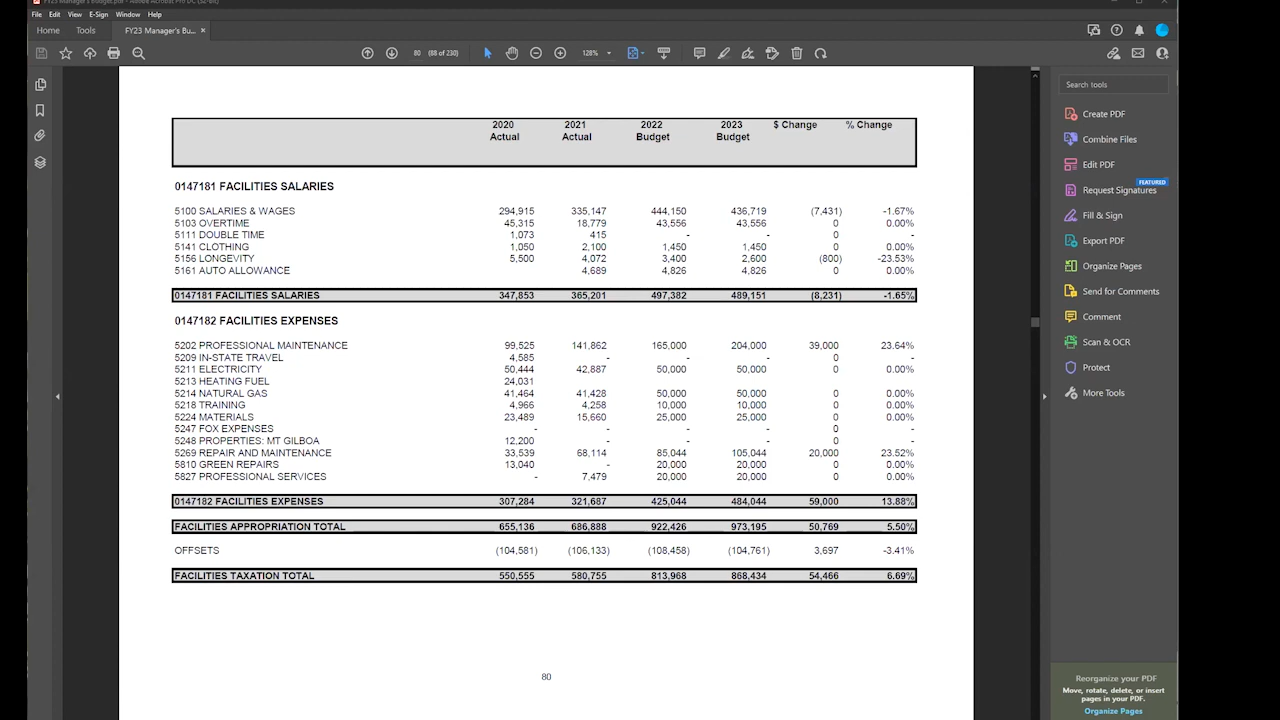 FY23 Manager's Budget.pdf - Adobe Acrobat Pro DC (32-bit)
File Edit View E-Sign Window Help
Home Tools FY23 Manager's Bu... ×
80 (88 of 230) 128%
Search tools
Create PDF
Combine Files
Edit PDF
FEATURED
Request Signatures
Fill & Sign
Export PDF
Organize Pages
Send for Comments
Comment
Scan & OCR
Protect
More Tools
Reorganize your PDF
Move, rotate, delete, or insert
pages in your PDF.
Organize Pages
2020 2021 2022 2023 $ Change % Change
Actual Actual Budget Budget
0147181 FACILITIES SALARIES
5100 SALARIES & WAGES 294,915 335,147 444,150 436,719 (7,431) -1.67%
5103 OVERTIME 45,315 18,779 43,556 43,556 0 0.00%
5111 DOUBLE TIME 1,073 415 - - 0 -
5141 CLOTHING 1,050 2,100 1,450 1,450 0 0.00%
5156 LONGEVITY 5,500 4,072 3,400 2,600 (800) -23.53%
5161 AUTO ALLOWANCE 4,689 4,826 4,826 0 0.00%
0147181 FACILITIES SALARIES 347,853 365,201 497,382 489,151 (8,231) -1.65%
0147182 FACILITIES EXPENSES
5202 PROFESSIONAL MAINTENANCE 99,525 141,862 165,000 204,000 39,000 23.64%
5209 IN-STATE TRAVEL 4,585 - - - 0 -
5211 ELECTRICITY 50,444 42,887 50,000 50,000 0 0.00%
5213 HEATING FUEL 24,031
5214 NATURAL GAS 41,464 41,428 50,000 50,000 0 0.00%
5218 TRAINING 4,966 4,258 10,000 10,000 0 0.00%
5224 MATERIALS 23,489 15,660 25,000 25,000 0 0.00%
5247 FOX EXPENSES - - - - 0 -
5248 PROPERTIES: MT GILBOA 12,200 - - - 0 -
5269 REPAIR AND MAINTENANCE 33,539 68,114 85,044 105,044 20,000 23.52%
5810 GREEN REPAIRS 13,040 - 20,000 20,000 0 0.00%
5827 PROFESSIONAL SERVICES - 7,479 20,000 20,000 0 0.00%
0147182 FACILITIES EXPENSES 307,284 321,687 425,044 484,044 59,000 13.88%
FACILITIES APPROPRIATION TOTAL 655,136 686,888 922,426 973,195 50,769 5.50%
OFFSETS (104,581) (106,133) (108,458) (104,761) 3,697 -3.41%
FACILITIES TAXATION TOTAL 550,555 580,755 813,968 868,434 54,466 6.69%
80